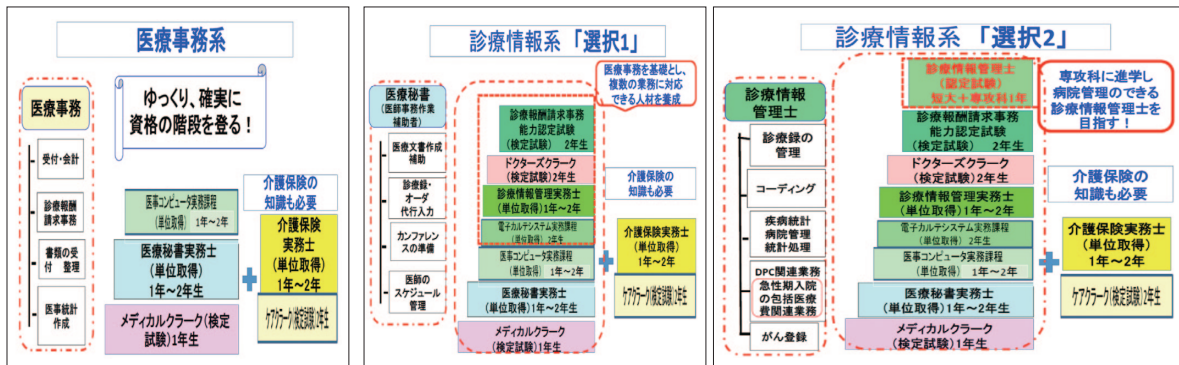 医療事務系
医療事務
ゆっくり、確実に
資格の階段を登る！
受付・会計
診療報酬
請求事務
書類の受
付　整理
医事統計
作成
医事コンピュータ実務課程
(単位取得)　1年～2年
医療秘書実務士
(単位取得)
1年～2年生
メディカルクラーク(検定
試験)1年生
介護保険の
知識も必要
介護保険
実務士
(単位取得)
1年～2年
ケアクラーク(検定試験)2年生
診療情報系「選択1」
医療事務を基礎とし、
複数の業務に対応
できる人材を養成
医療秘書
(医師事務作業
補助者)
医療文書作成
補助
診療録・
オーダ
代行入力
カンファレン
スの準備
医師の
スケジュール
管理
診療報酬請求事務
能力認定試験
(検定試験)　2年生
ドクターズクラーク
(検定試験)2年生
診療情報管理実務士
(単位取得)1年～2年
電子カルテシステム実務課程
(単位取得)　2年生
医事コンピュータ実務課程
(単位取得)　1年～2年
医療秘書実務士
(単位取得)1年～2年生
メディカルクラーク
(検定試験)1年生
介護保険の
知識も必要
介護保険実務士
(単位取得)
1年～2年
ケアクラーク(検定試験)2年生
診療情報系「選択2」
診療情報管理士
(認定試験)
短大＋専攻科1年
専攻科に進学し
病院管理のできる
診療情報管理士を
目指す！
診療情報
管理士
診療録の
管理
コーディング
疾病統計
病院管理
統計処理
DPC関連業務
急性期入院
の包括医療
費関連業務
がん登録
診療報酬請求事務
能力認定試験
(検定試験)　2年生
ドクターズクラーク
(検定試験)2年生
診療情報管理実務士
(単位取得)1年～2年
電子カルテシステム実務課程
(単位取得)　2年生
医事コンピュータ実務課程
(単位取得)　1年～2年
医療秘書実務士
(単位取得)1年～2年生
メディカルクラーク
(検定試験)1年生
介護保険の
知識も必要
介護保険実務士
(単位取得)
1年～2年
ケアクラーク(検定試験)2年生